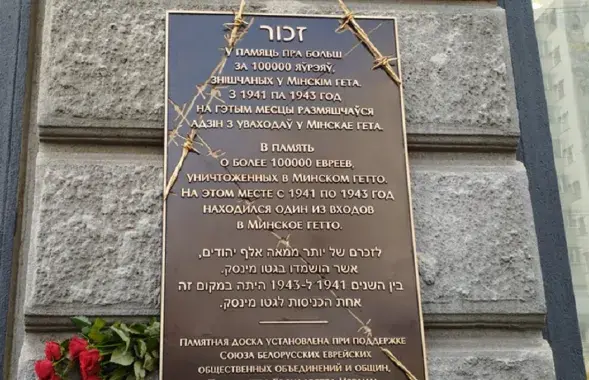 זכור
У ПАМЯЦЬ ПРА БОЛЬШ
ЗА 100000 ЯЎРЭЯЎ,
ЗНІШЧАНЫХ У МІНСКІМ ГЕТА.
З 1941 ПА 1943 ГОД
НА ГЭТЫМ МЕСЦЫ РАЗМЯШЧАЎСЯ
АДЗІН З УВАХОДАЎ У МІНСКАЕ ГЕТА.
В ПАМЯТЬ
О БОЛЕЕ 100000 ЕВРЕЕВ,
УНИЧТОЖЕННЫХ В МИНСКОМ ГЕТТО.
НА ЭТОМ МЕСТЕ С 1941 ПО 1943 ГОД
НАХОДИЛСЯ ОДИН ИЗ ВХОДОВ
В МИНСКОЕ ГЕТТО.
לזכרם של יותר ממאה אלף יהודים,
אשר הושמדו בגטו מינסק.
בין השנים 1941 ל-1943 היתה במקום זה
אחת הכניסות לגטו מינסק.
ПАМЯТНАЯ ДОСКА УСТАНОВЛЕНА ПРИ ПОДДЕРЖКЕ
СОЮЗА БЕЛОРУССКИХ ЕВРЕЙСКИХ
ОБЩЕСТВЕННЫХ ОБЪЕДИНЕНИЙ И ОБЩИН,